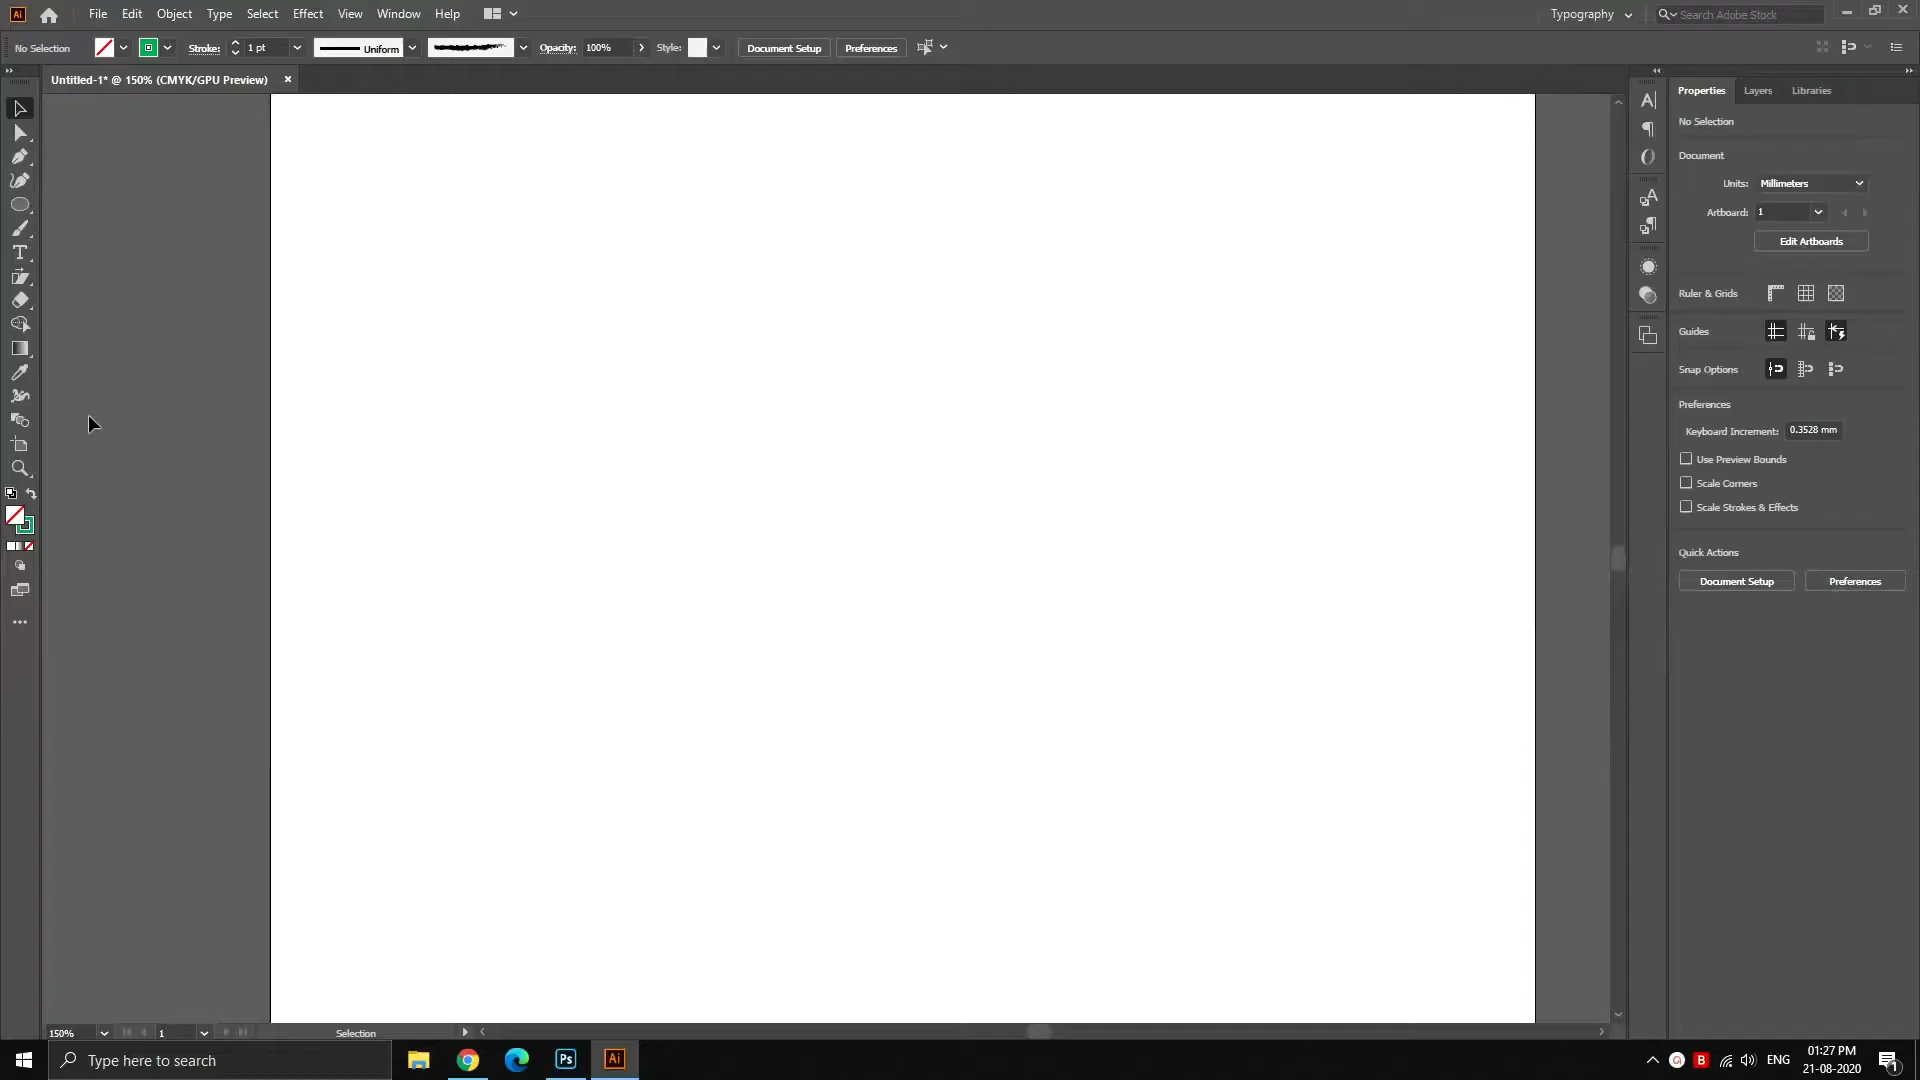 Ai File Edit Object Type Select Effect View Window Help Typography Search Adobe Stock
No Selection Stroke: 1 pt Uniform Opacity: 100% Style: Document Setup Preferences
Untitled-1* @ 150% (CMYK/GPU Preview)
Properties Layers Libraries
No Selection
Document
Units: Millimeters
Artboard: 1
Edit Artboards
Ruler & Grids
Guides
Snap Options
Preferences
Keyboard Increment: 0.3528 mm
Use Preview Bounds
Scale Corners
Scale Strokes & Effects
Quick Actions
Document Setup Preferences
150% 1 Selection
Type here to search Ps Ai B ENG 01:27 PM
21-08-2020 1